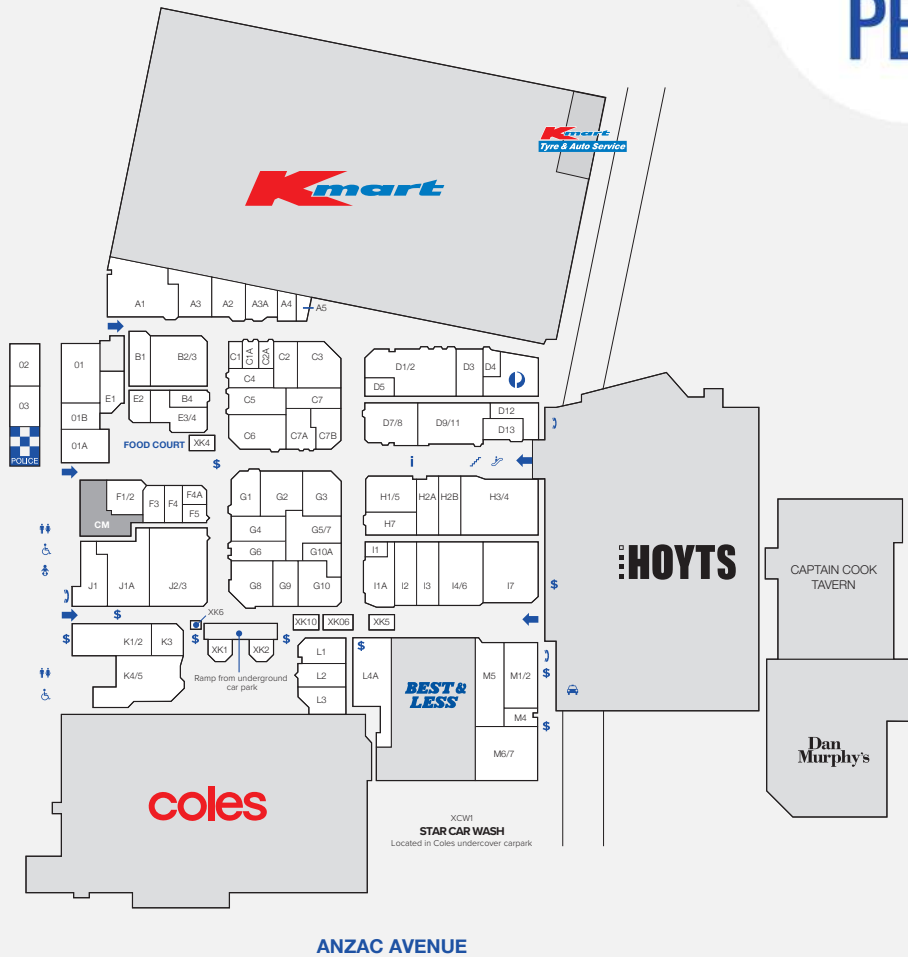 PE
Kmart
Tyre & Auto Service
Kmart
A1
A3
A2
A3A
A4
A5
02
03
POLICE
01
01B
01A
E1
B1
B2/3
E2
B4
E3/4
FOOD COURT
XK4
$
C1
C1A
C2A
C2
C3
C4
C5
C7
C6
C7A
C7B
D1/2
D3
D4
D5
D7/8
D9/11
D12
D13
i
CM
F1/2
F3
F4
F4A
F5
G1
G2
G3
G4
G5/7
G6
G10A
G8
G9
G10
H1/5
H2A
H2B
H3/4
H7
I1
I1A
I2
I3
I4/6
I7
HOYTS
$
CAPTAIN COOK
TAVERN
J1
J1A
J2/3
$
XK6
$
K1/2
K3
K4/5
$
XK1
XK2
$
Ramp from underground
car park
XK10
XK06
XK5
L1
L2
L3
$
L4A
BEST &
LESS
M5
M1/2
M4
M6/7
$
$
Dan
Murphy's
coles
XCW1
STAR CAR WASH
Located in Coles undercover carpark
ANZAC AVENUE